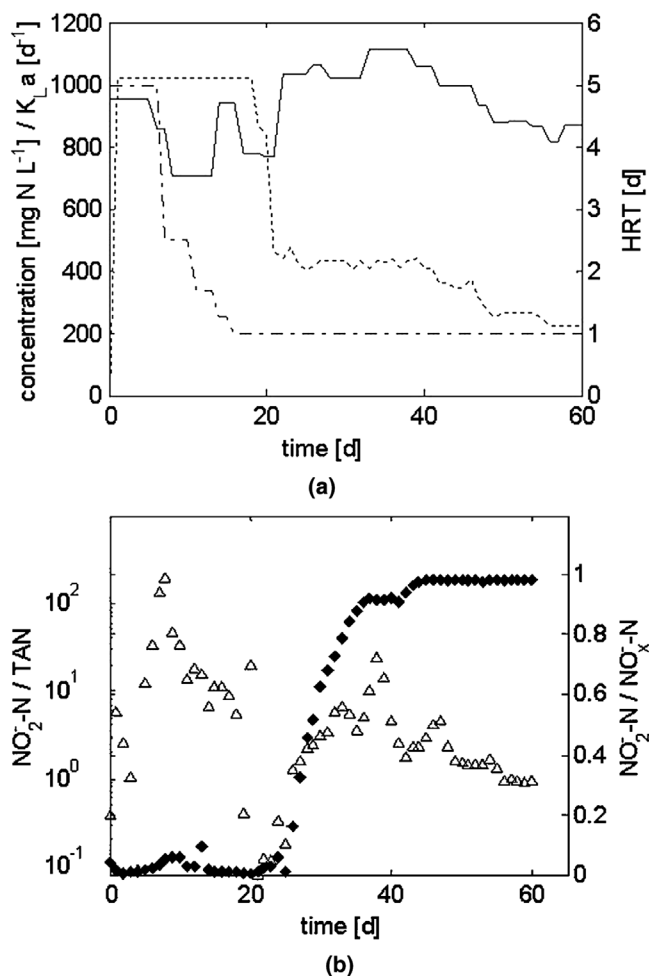 concentration [mg N L⁻¹] / K_L a [d⁻¹]
1200
1000
800
600
400
200
0
6
5
4
3
2
1
0
HRT [d]
0 20 40 60
time [d]
(a)
NO₂⁻-N / TAN
10²
10¹
10⁰
10⁻¹
1
0.8
0.6
0.4
0.2
0
NO₂⁻-N / NOₓ⁻-N
0 20 40 60
time [d]
(b)